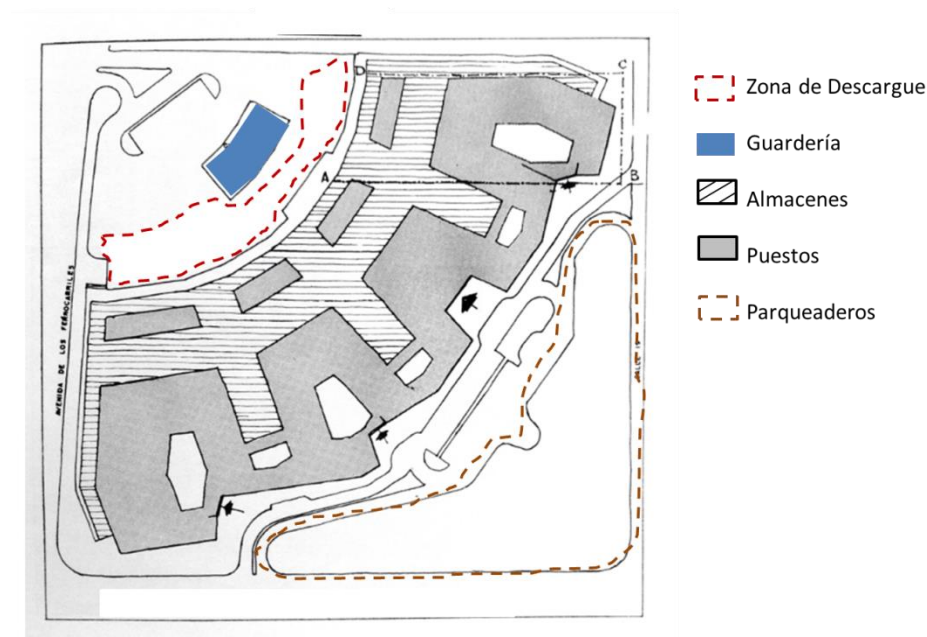 Zona de Descargue
Guardería
Almacenes
Puestos
Parqueaderos
D
C
A
B
AVENIDA DE LOS FERROCARRILES